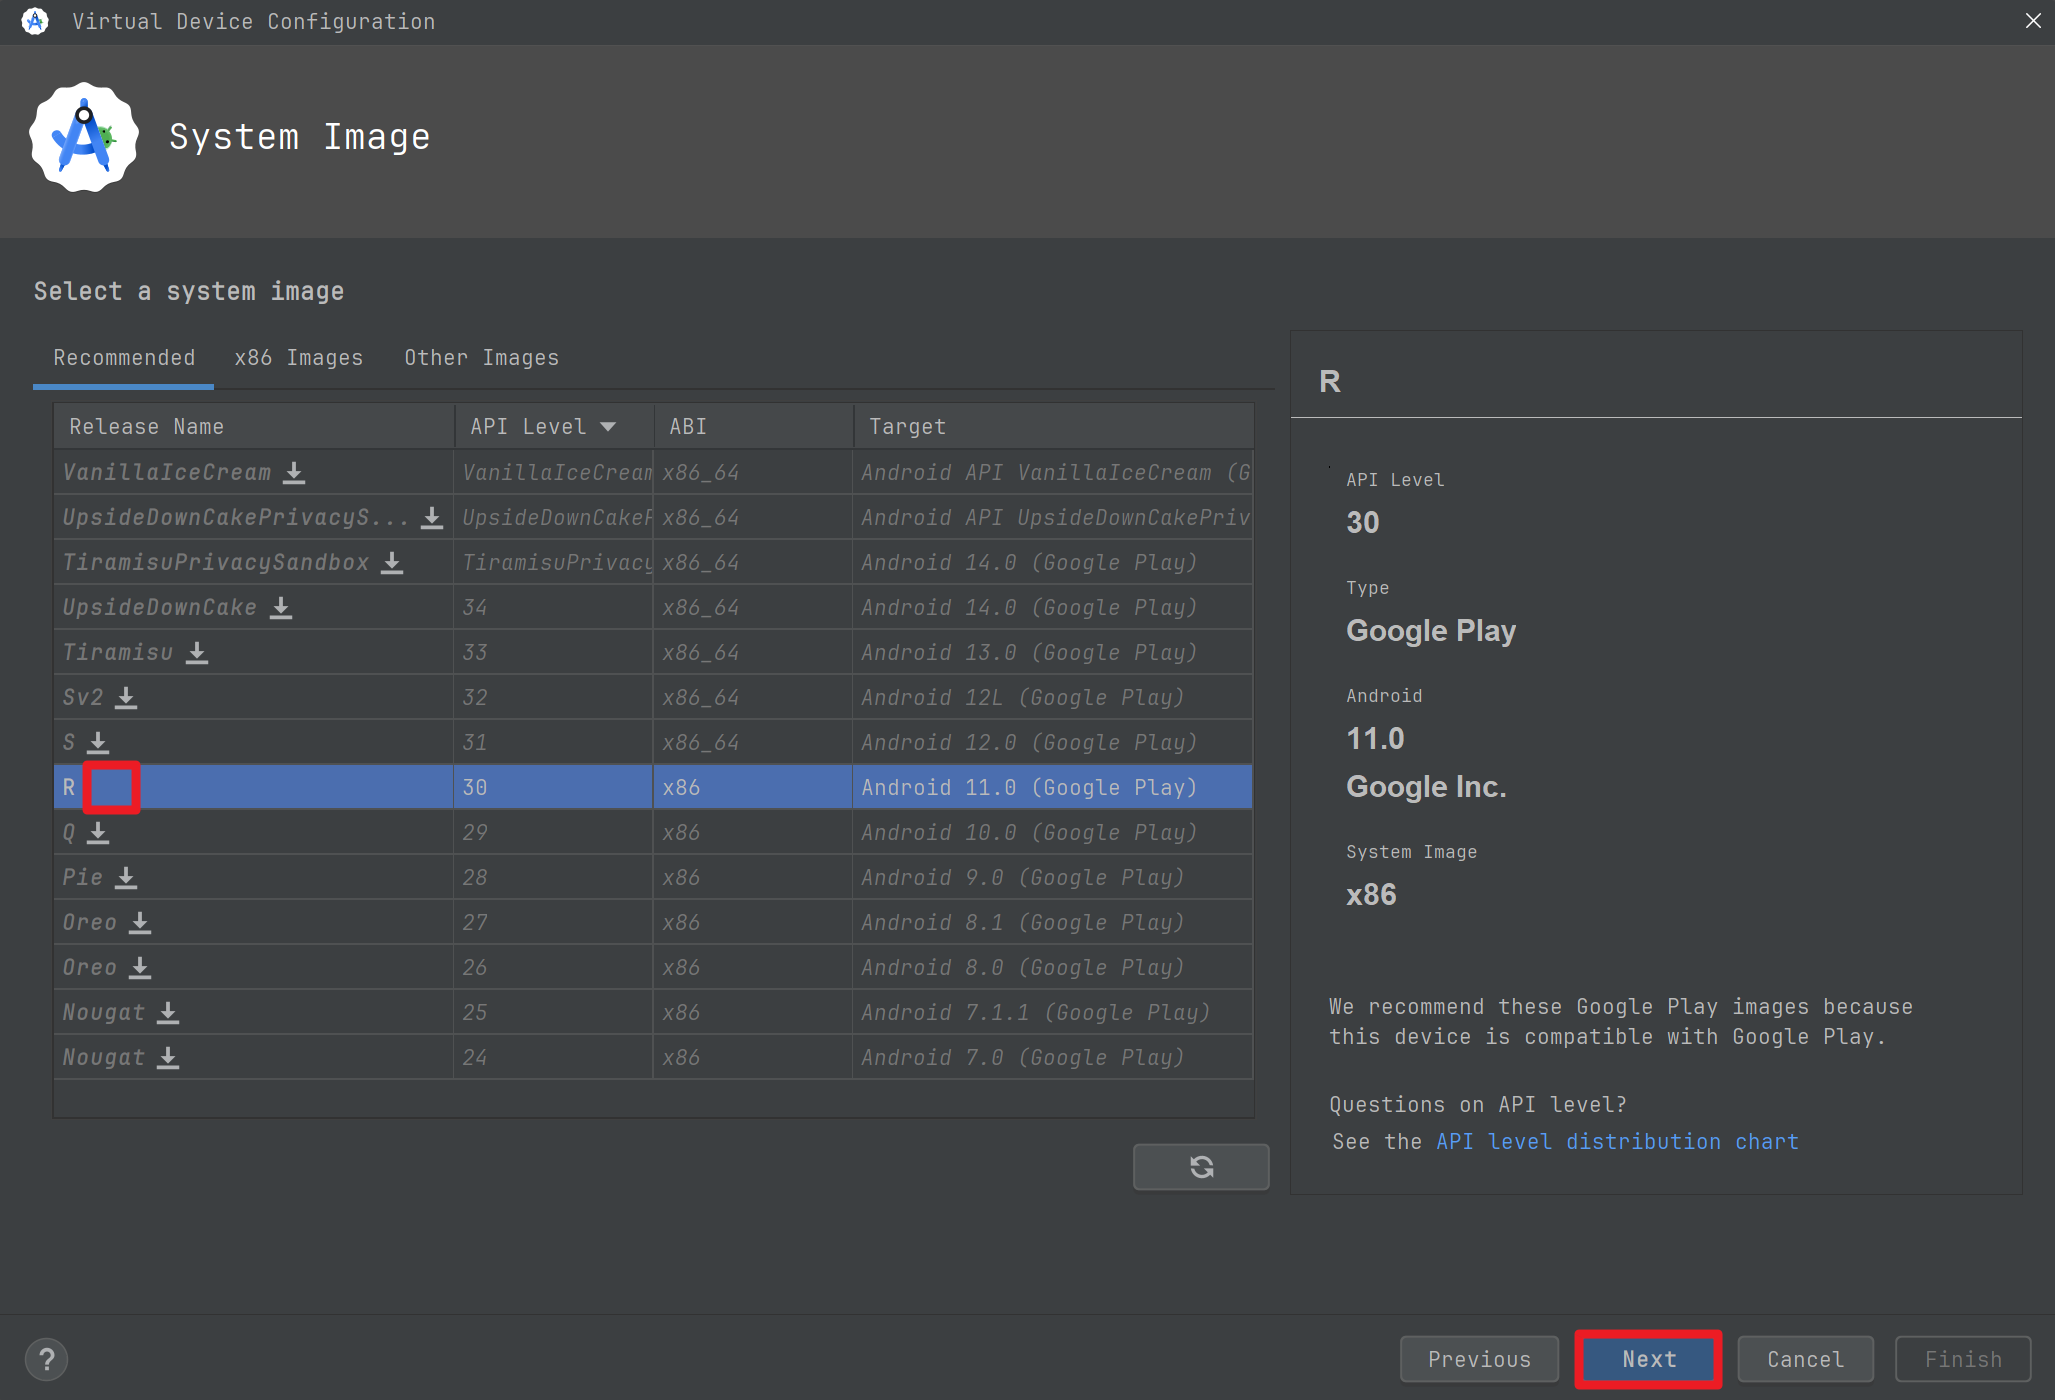 Virtual Device Configuration
System Image
Select a system image
Recommended x86 Images Other Images
Release Name API Level ABI Target
VanillaIceCream VanillaIceCream x86_64 Android API VanillaIceCream (G
UpsideDownCakePrivacyS... UpsideDownCakeP x86_64 Android API UpsideDownCakePriv
TiramisuPrivacySandbox TiramisuPrivacy x86_64 Android 14.0 (Google Play)
UpsideDownCake 34 x86_64 Android 14.0 (Google Play)
Tiramisu 33 x86_64 Android 13.0 (Google Play)
Sv2 32 x86_64 Android 12L (Google Play)
S 31 x86_64 Android 12.0 (Google Play)
R 30 x86 Android 11.0 (Google Play)
Q 29 x86 Android 10.0 (Google Play)
Pie 28 x86 Android 9.0 (Google Play)
Oreo 27 x86 Android 8.1 (Google Play)
Oreo 26 x86 Android 8.0 (Google Play)
Nougat 25 x86 Android 7.1.1 (Google Play)
Nougat 24 x86 Android 7.0 (Google Play)
R
API Level
30
Type
Google Play
Android
11.0
Google Inc.
System Image
x86
We recommend these Google Play images because
this device is compatible with Google Play.
Questions on API level?
See the API level distribution chart
? Previous Next Cancel Finish